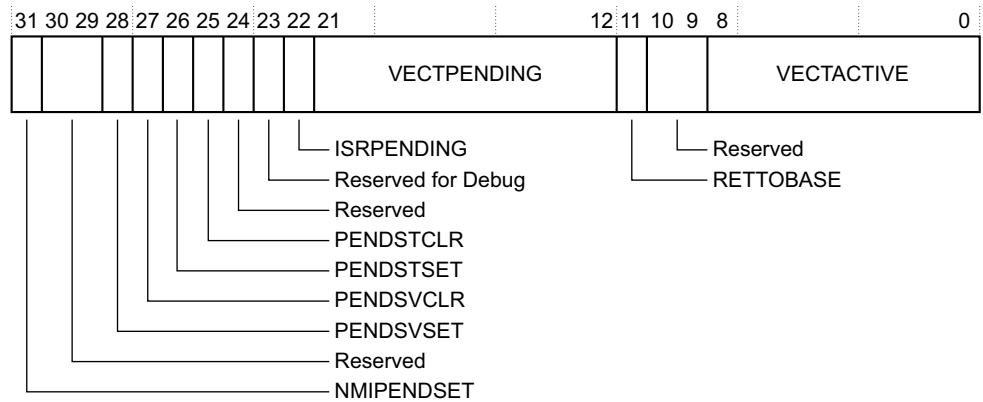 31 30 29 28 27 26 25 24 23 22 21 12 11 10 9 8 0
VECTPENDING VECTACTIVE
ISRPENDING Reserved
Reserved for Debug RETTOBASE
Reserved
PENDSTCLR
PENDSTSET
PENDSVCLR
PENDSVSET
Reserved
NMIPENDSET